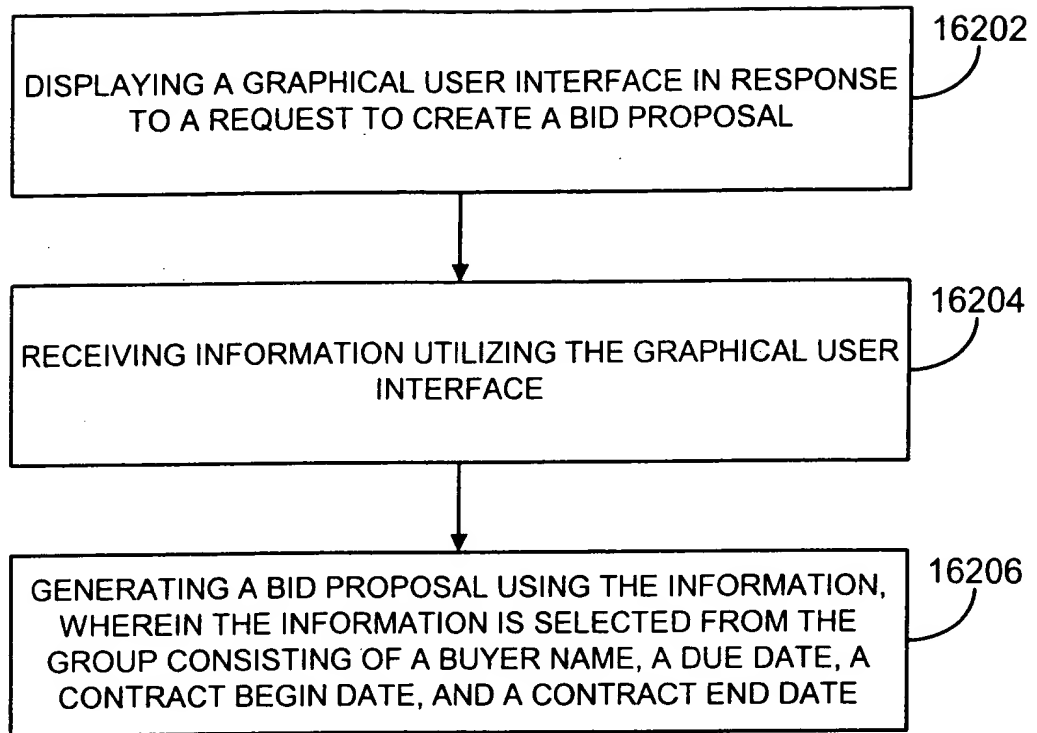 16202
DISPLAYING A GRAPHICAL USER INTERFACE IN RESPONSE
TO A REQUEST TO CREATE A BID PROPOSAL
16204
RECEIVING INFORMATION UTILIZING THE GRAPHICAL USER
INTERFACE
16206
GENERATING A BID PROPOSAL USING THE INFORMATION,
WHEREIN THE INFORMATION IS SELECTED FROM THE
GROUP CONSISTING OF A BUYER NAME, A DUE DATE, A
CONTRACT BEGIN DATE, AND A CONTRACT END DATE